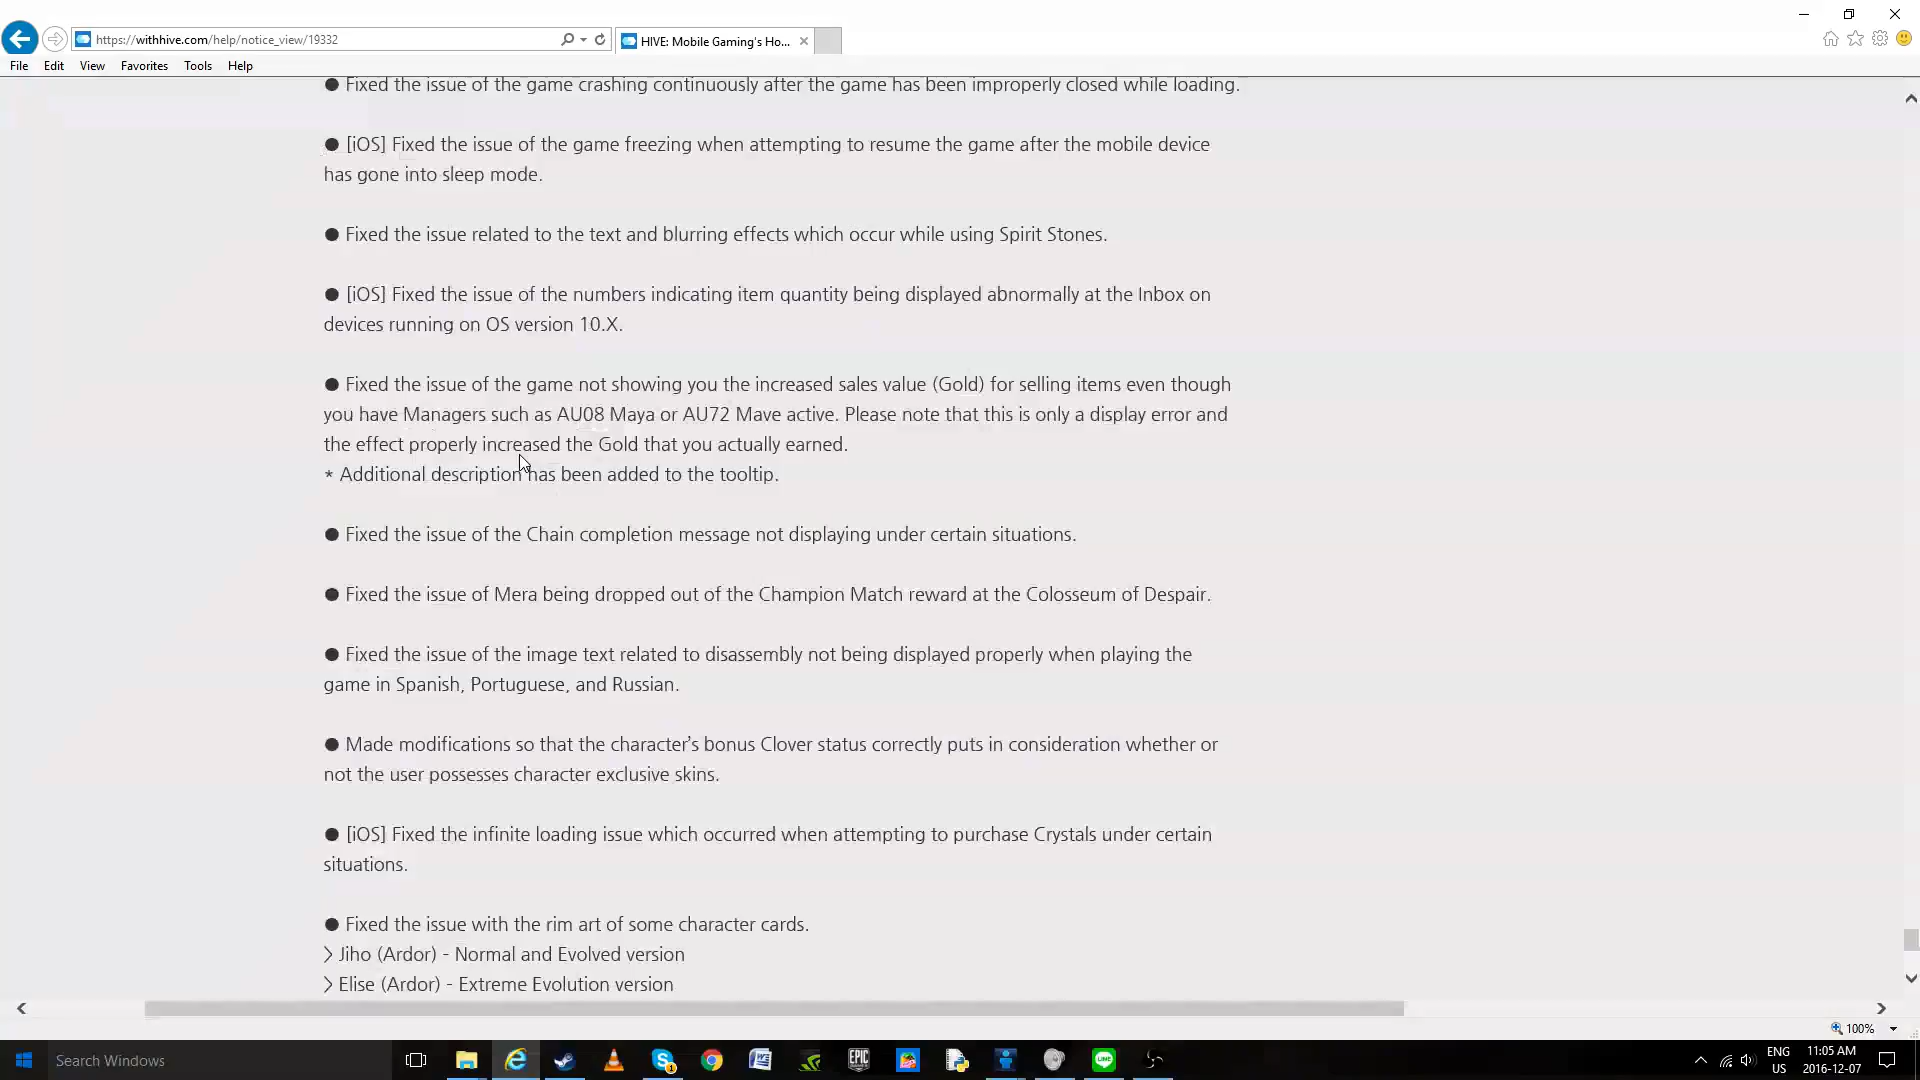 https://withhive.com/help/notice_view/19332
HIVE: Mobile Gaming's Ho...
File Edit View Favorites Tools Help
● Fixed the issue of the game crashing continuously after the game has been improperly closed while loading.
● [iOS] Fixed the issue of the game freezing when attempting to resume the game after the mobile device
has gone into sleep mode.
● Fixed the issue related to the text and blurring effects which occur while using Spirit Stones.
● [iOS] Fixed the issue of the numbers indicating item quantity being displayed abnormally at the Inbox on
devices running on OS version 10.X.
● Fixed the issue of the game not showing you the increased sales value (Gold) for selling items even though
you have Managers such as AU08 Maya or AU72 Mave active. Please note that this is only a display error and
the effect properly increased the Gold that you actually earned.
* Additional description has been added to the tooltip.
● Fixed the issue of the Chain completion message not displaying under certain situations.
● Fixed the issue of Mera being dropped out of the Champion Match reward at the Colosseum of Despair.
● Fixed the issue of the image text related to disassembly not being displayed properly when playing the
game in Spanish, Portuguese, and Russian.
● Made modifications so that the character’s bonus Clover status correctly puts in consideration whether or
not the user possesses character exclusive skins.
● [iOS] Fixed the infinite loading issue which occurred when attempting to purchase Crystals under certain
situations.
● Fixed the issue with the rim art of some character cards.
> Jiho (Ardor) - Normal and Evolved version
> Elise (Ardor) - Extreme Evolution version
100%
Search Windows
EPIC
GAMES
LINE
ENG
US
11:05 AM
2016-12-07